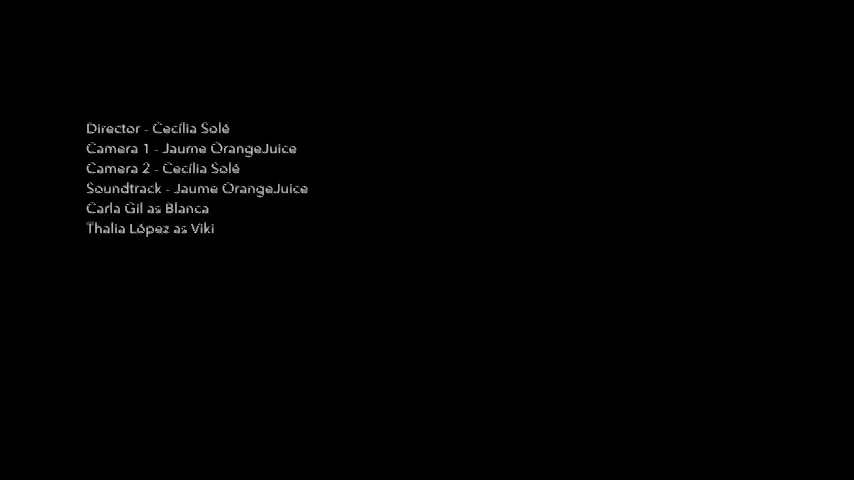 Director - Cecília Solé
Camera 1 - Jaume OrangeJuice
Camera 2 - Cecília Solé
Soundtrack - Jaume OrangeJuice
Carla Gil as Blanca
Thalia López as Viki